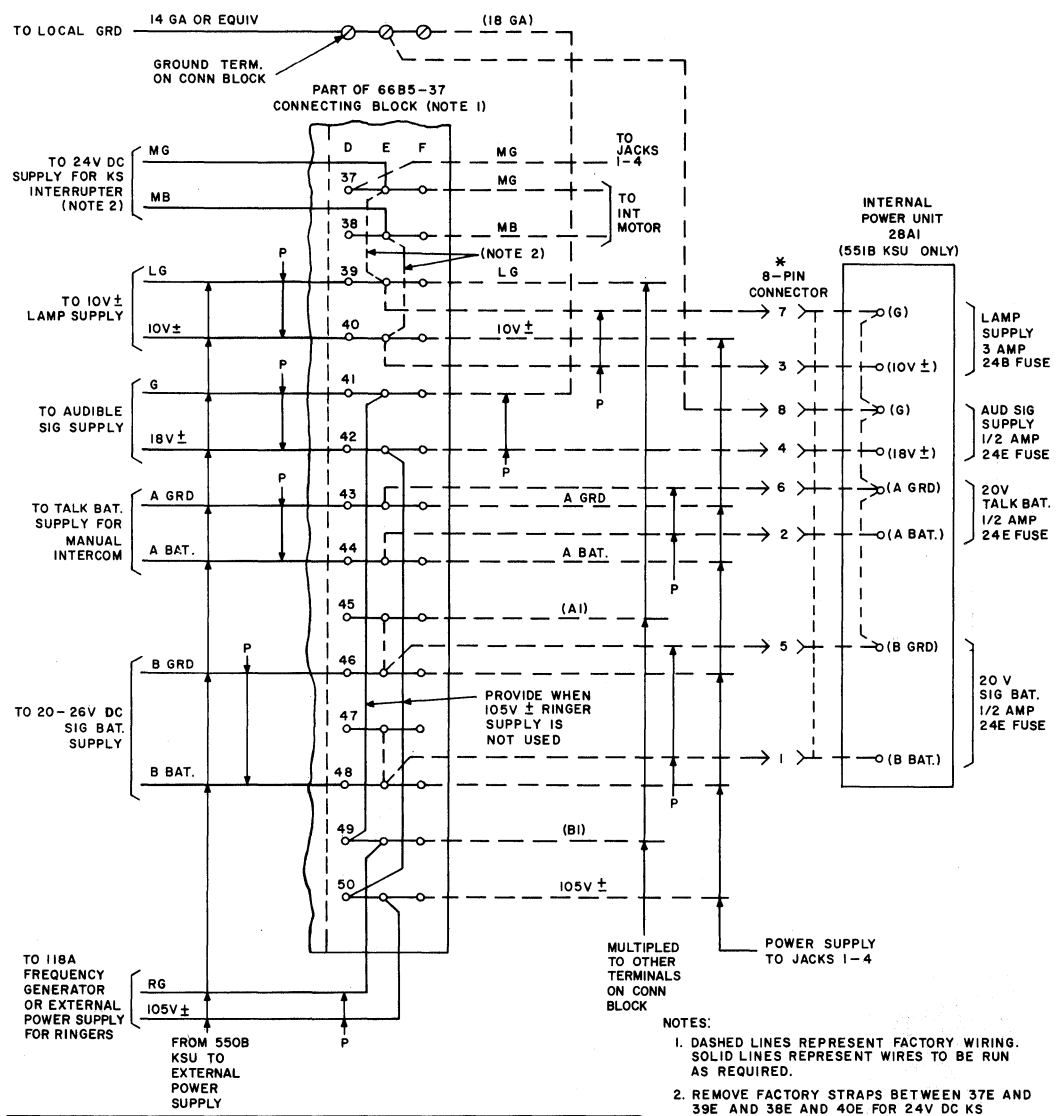 TO LOCAL GRD
14 GA OR EQUIV
(18 GA)
GROUND TERM.
ON CONN BLOCK
PART OF 66B5-37
CONNECTING BLOCK (NOTE 1)
D E F
TO 24V DC
SUPPLY FOR KS
INTERRUPTER
(NOTE 2)
MG
MB
37
38
MG
TO
JACKS
1-4
MG
MB
TO
INT
MOTOR
(NOTE 2)
INTERNAL
POWER UNIT
28A1
(551B KSU ONLY)
*
8-PIN
CONNECTOR
TO 10V±
LAMP SUPPLY
LG
10V±
P
39
40
LG
10V±
P
7
3
(G)
(10V±)
LAMP
SUPPLY
3 AMP
24B FUSE
TO AUDIBLE
SIG SUPPLY
G
18V±
P
41
42
P
8
4
(G)
(18V±)
AUD SIG
SUPPLY
1/2 AMP
24E FUSE
TO TALK BAT.
SUPPLY FOR
MANUAL
INTERCOM
A GRD
A BAT.
P
43
44
A GRD
A BAT.
P
6
2
(A GRD)
(A BAT.)
20V
TALK BAT.
1/2 AMP
24E FUSE
45
(A1)
TO 20-26V DC
SIG BAT.
SUPPLY
B GRD
B BAT.
P
46
47
48
PROVIDE WHEN
105V ± RINGER
SUPPLY IS
NOT USED
P
5
1
(B GRD)
(B BAT.)
20 V
SIG BAT.
1/2 AMP
24E FUSE
49
(B1)
50
105V ±
TO 118A
FREQUENCY
GENERATOR
OR EXTERNAL
POWER SUPPLY
FOR RINGERS
RG
105V±
P
FROM 550B
KSU TO
EXTERNAL
POWER
SUPPLY
MULTIPLED
TO OTHER
TERMINALS
ON CONN
BLOCK
POWER SUPPLY
TO JACKS 1-4
NOTES:
1. DASHED LINES REPRESENT FACTORY WIRING.
SOLID LINES REPRESENT WIRES TO BE RUN
AS REQUIRED.
2. REMOVE FACTORY STRAPS BETWEEN 37E AND
39E AND 38E AND 40E FOR 24V DC KS